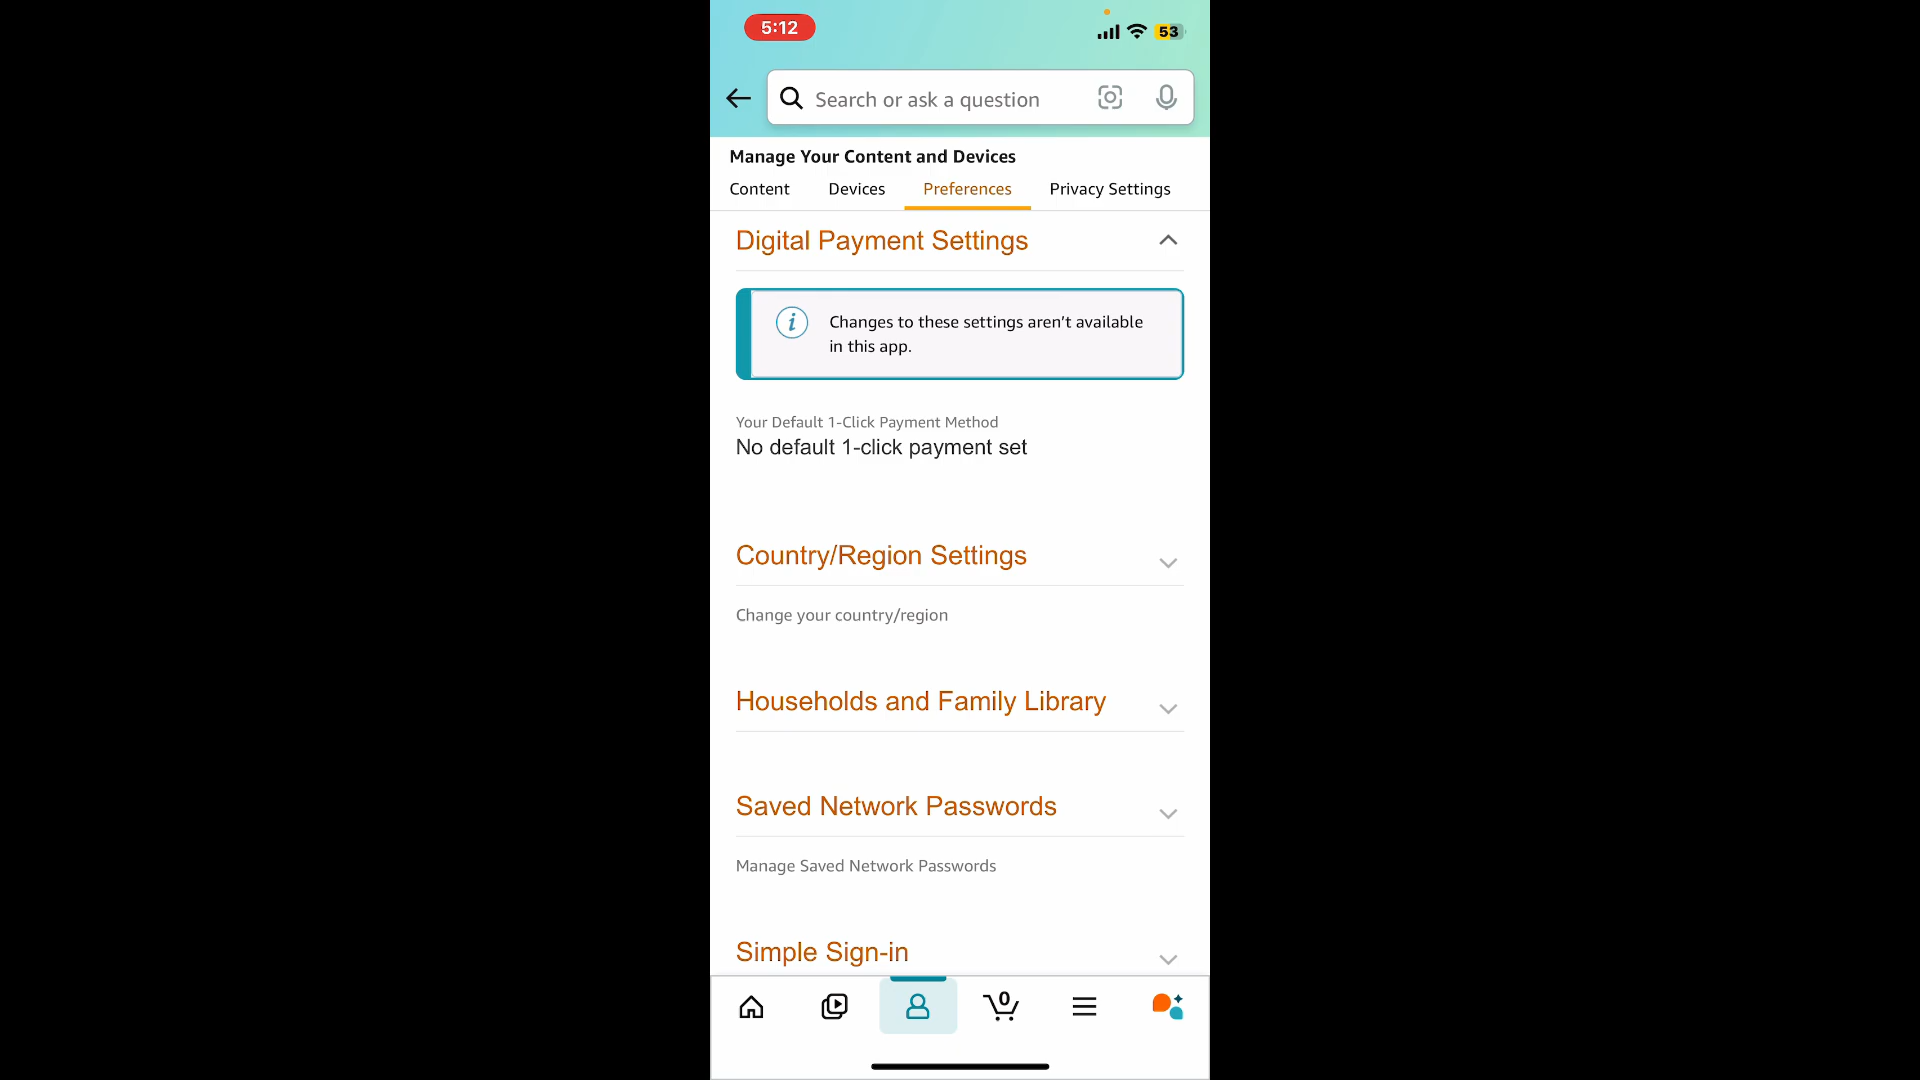 5:12
53
Search or ask a question
Manage Your Content and Devices
Content Devices Preferences Privacy Settings
Digital Payment Settings
i
Changes to these settings aren't available
in this app.
Your Default 1-Click Payment Method
No default 1-click payment set
Country/Region Settings
Change your country/region
Households and Family Library
Saved Network Passwords
Manage Saved Network Passwords
Simple Sign-in
0